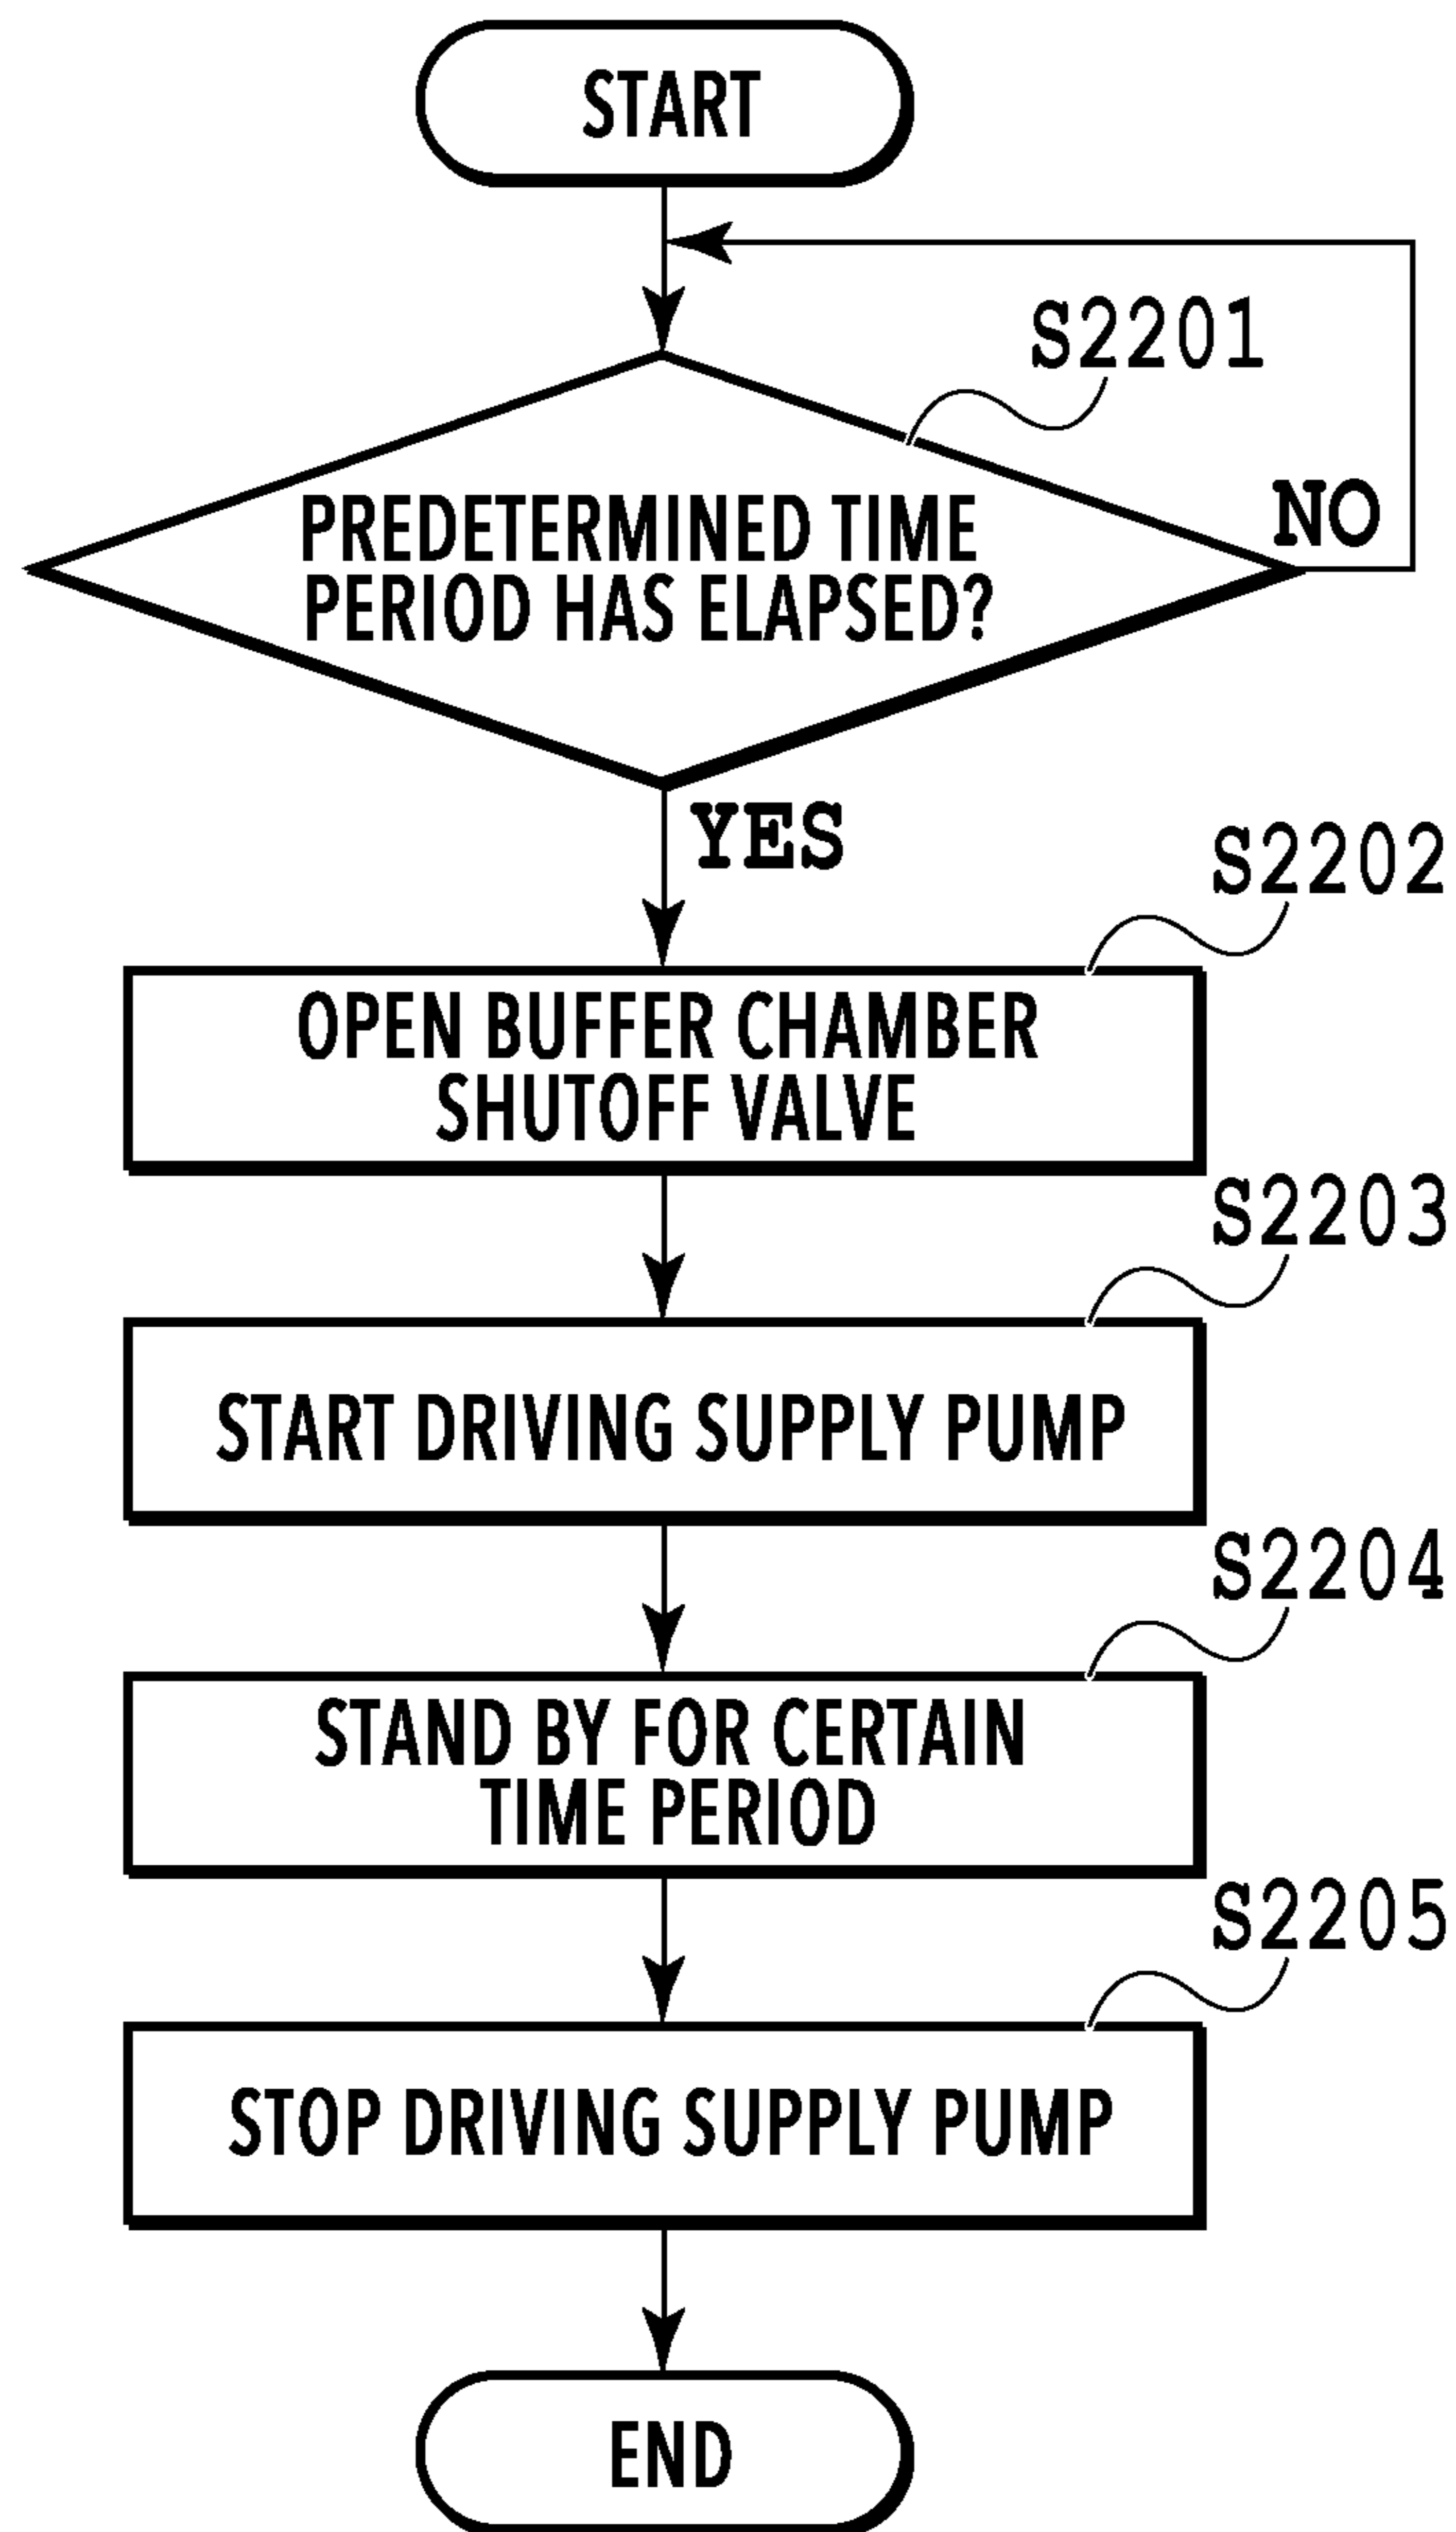 START
S2201
PREDETERMINED TIME
PERIOD HAS ELAPSED?
NO
YES
S2202
OPEN BUFFER CHAMBER
SHUTOFF VALVE
S2203
START DRIVING SUPPLY PUMP
S2204
STAND BY FOR CERTAIN
TIME PERIOD
S2205
STOP DRIVING SUPPLY PUMP
END